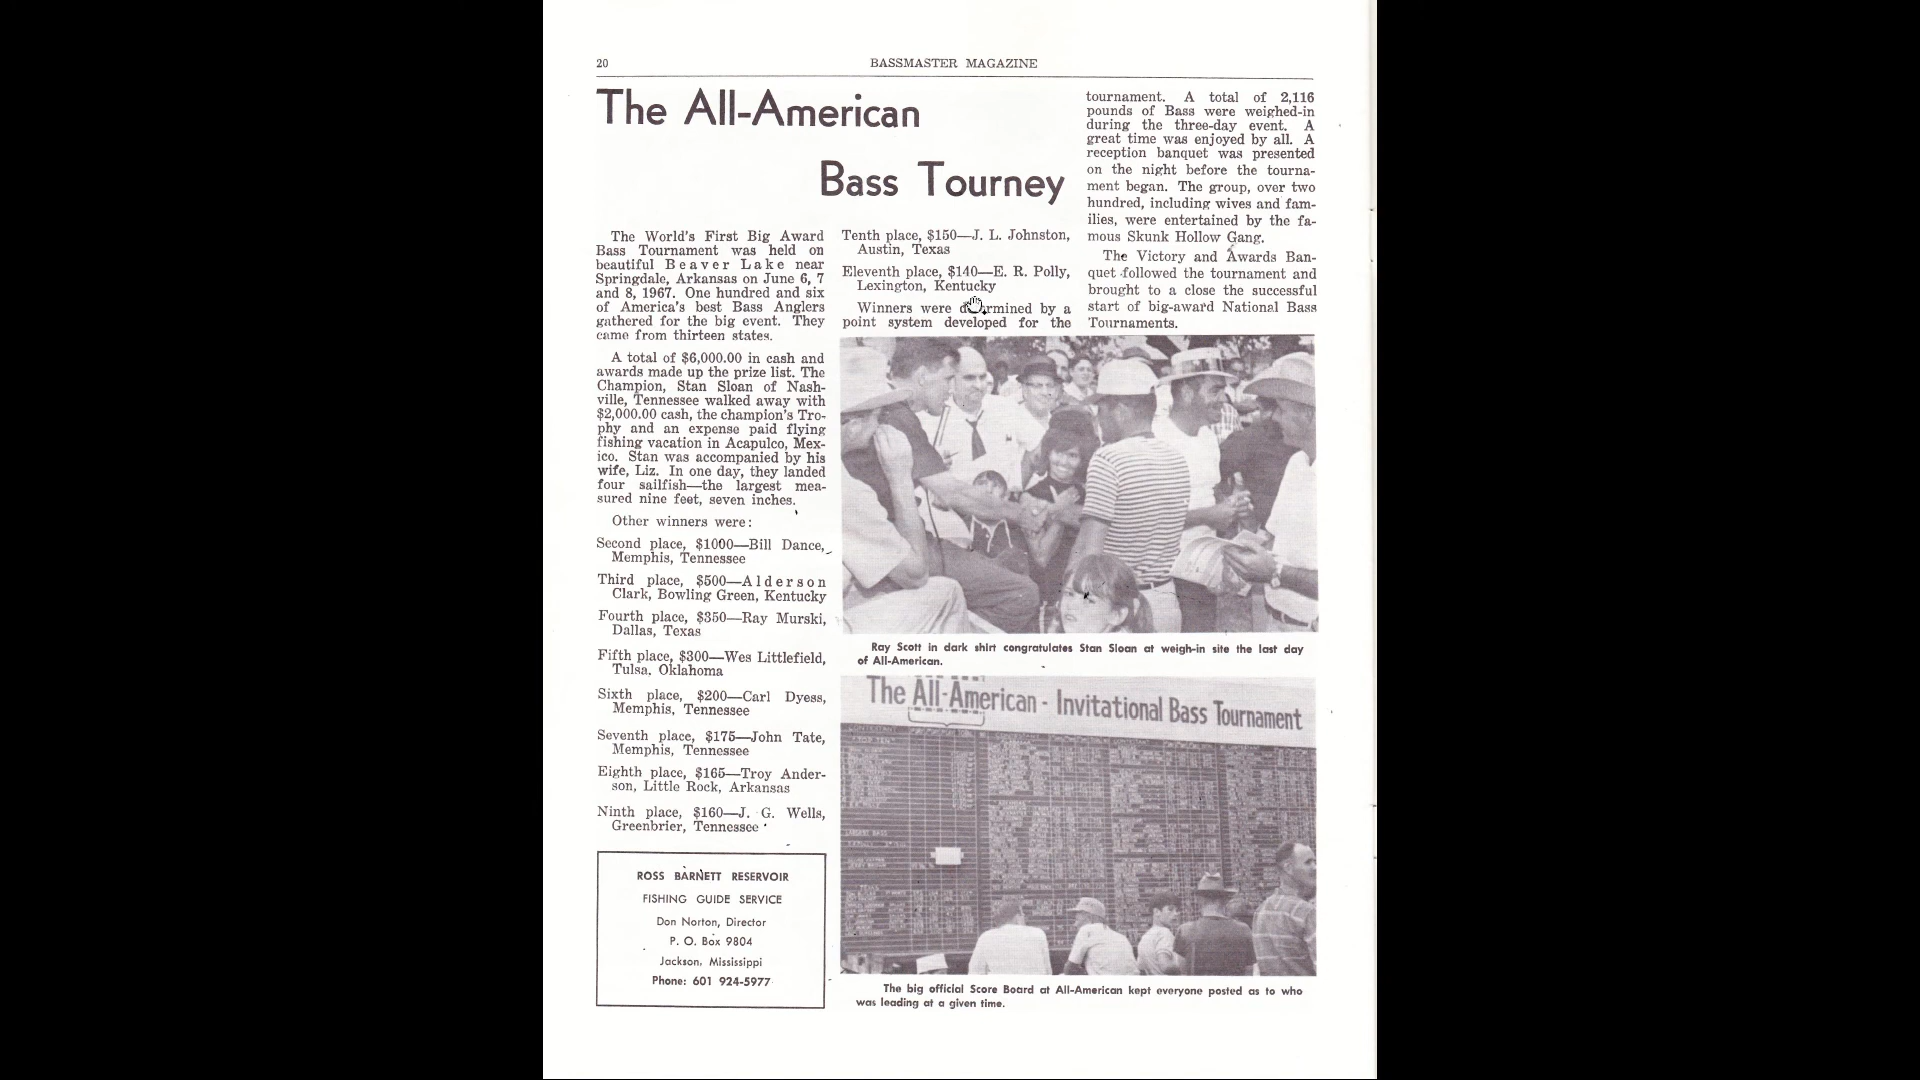 20
BASSMASTER MAGAZINE
The All-American
Bass Tourney
The World's First Big Award
Bass Tournament was held on
beautiful Beaver Lake near
Springdale, Arkansas on June 6, 7
and 8, 1967. One hundred and six
of America's best Bass Anglers
gathered for the big event. They
came from thirteen states.
A total of $6,000.00 in cash and
awards made up the prize list. The
Champion, Stan Sloan of Nash-
ville, Tennessee walked away with
$2,000.00 cash, the champion's Tro-
phy and an expense paid flying
fishing vacation in Acapulco, Mex-
ico. Stan was accompanied by his
wife, Liz. In one day, they landed
four sailfish—the largest mea-
sured nine feet, seven inches.
Other winners were:
Second place, $1000—Bill Dance,
Memphis, Tennessee
Third place, $500—Alderson
Clark, Bowling Green, Kentucky
Fourth place, $350—Ray Murski,
Dallas, Texas
Fifth place, $300—Wes Littlefield,
Tulsa, Oklahoma
Sixth place, $200—Carl Dyess,
Memphis, Tennessee
Seventh place, $175—John Tate,
Memphis, Tennessee
Eighth place, $165—Troy Ander-
son, Little Rock, Arkansas
Ninth place, $160—J. G. Wells,
Greenbrier, Tennessee
ROSS BARNETT RESERVOIR
FISHING GUIDE SERVICE
Don Norton, Director
P. O. Box 9804
Jackson, Mississippi
Phone: 601 924-5977
Tenth place, $150—J. L. Johnston,
Austin, Texas
Eleventh place, $140—E. R. Polly,
Lexington, Kentucky
Winners were determined by a
point system developed for the
tournament. A total of 2,116
pounds of Bass were weighed-in
during the three-day event. A
great time was enjoyed by all. A
reception banquet was presented
on the night before the tourna-
ment began. The group, over two
hundred, including wives and fam-
ilies, were entertained by the fa-
mous Skunk Hollow Gang.
The Victory and Awards Ban-
quet followed the tournament and
brought to a close the successful
start of big-award National Bass
Tournaments.
Ray Scott in dark shirt congratulates Stan Sloan at weigh-in site the last day
of All-American.
The All-American - Invitational Bass Tournament
The big official Score Board at All-American kept everyone posted as to who
was leading at a given time.